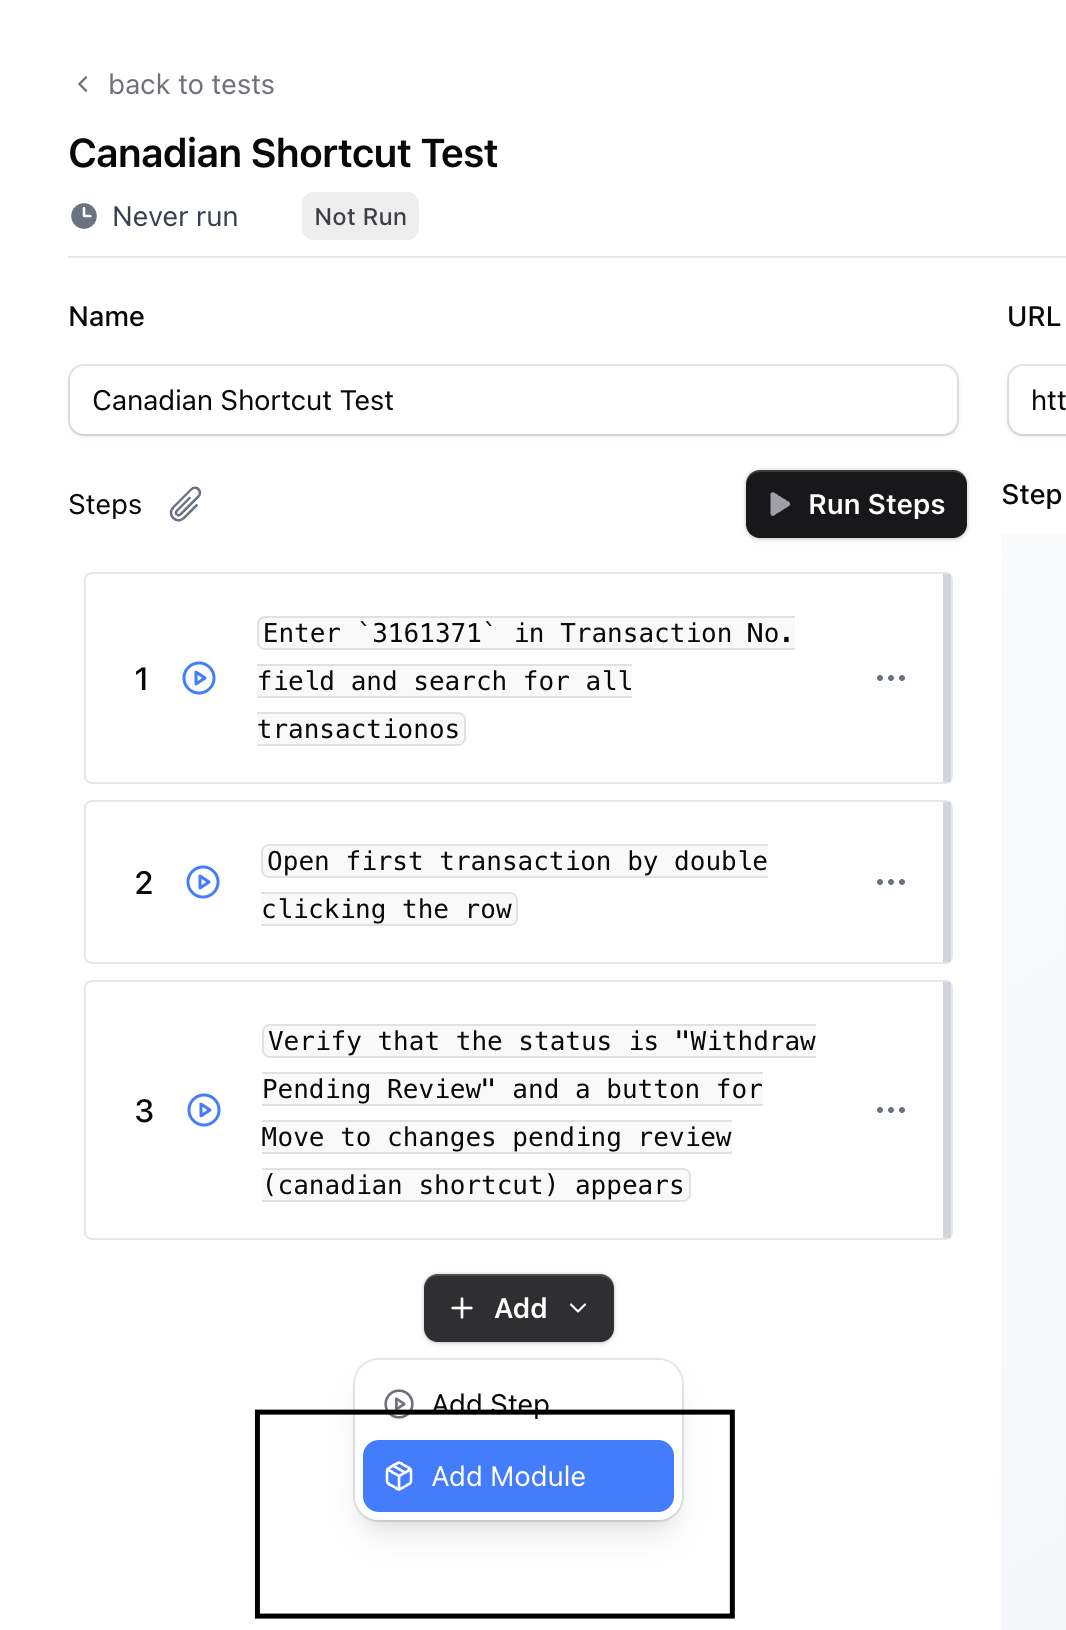 back to tests
Canadian Shortcut Test
Never run
Not Run
Name
URL
Canadian Shortcut Test
htt
Steps
Run Steps
Step
1
Enter `3161371` in Transaction No.
field and search for all
transactionos
2
Open first transaction by double
clicking the row
3
Verify that the status is "Withdraw
Pending Review" and a button for
Move to changes pending review
(canadian shortcut) appears
Add
Add Step
Add Module